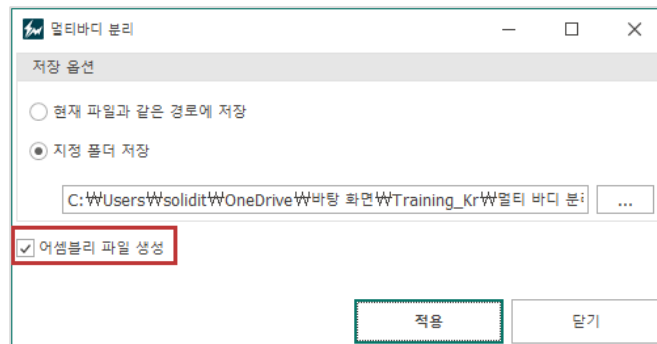 멀티바디 분리
저장 옵션
현재 파일과 같은 경로에 저장
지정 폴더 저장
C:₩Users₩solidit₩OneDrive₩바탕 화면₩Training_Kr₩멀티 바디
...
어셈블리 파일 생성
적용
닫기